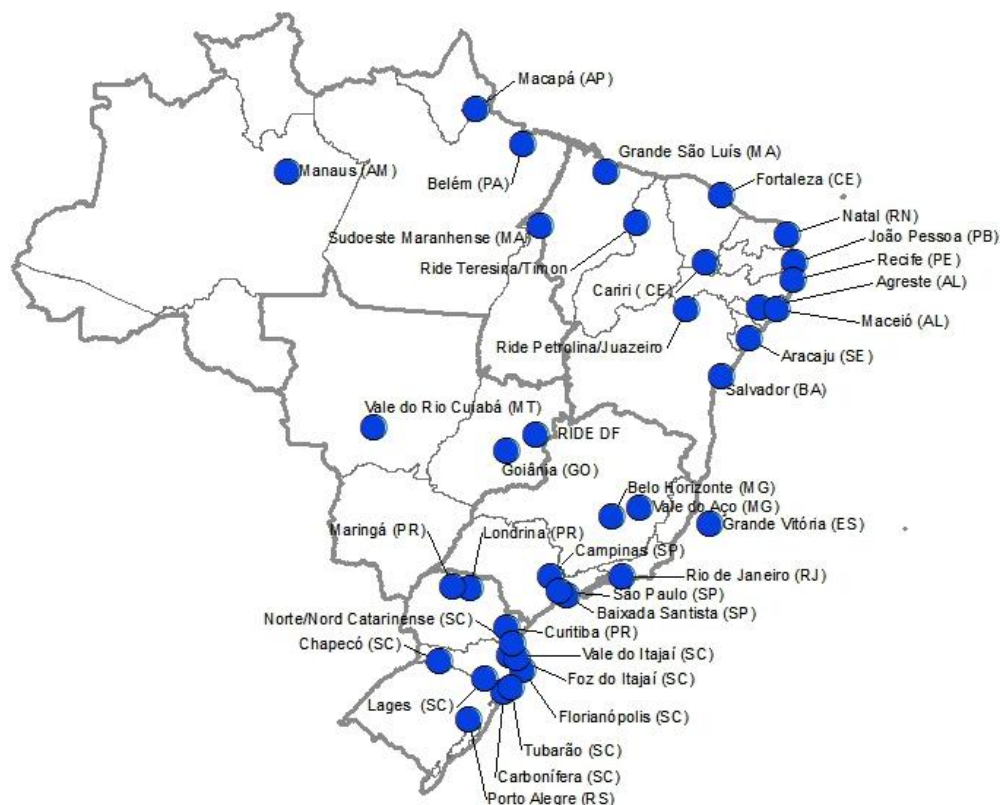 Macapá (AP)
Grande São Luís (MA)
Manaus (AM)
Belém (PA)
Fortaleza (CE)
Natal (RN)
Sudoeste Maranhense (MA)
João Pessoa (PB)
Recife (PE)
Ride Teresina/Timon
Agreste (AL)
Cariri ( CE)
Maceió (AL)
Ride Petrolina/Juazeiro
Aracaju (SE)
Salvador (BA)
Vale do Rio Cuiabá (MT)
RIDE DF
Goiânia (GO)
Belo Horizonte (MG)
Vale do Aço (MG)
Grande Vitória (ES)
Maringá (PR)
Londrina (PR)
Campinas (SP)
Rio de Janeiro (RJ)
São Paulo (SP)
Baixada Santista (SP)
Norte/Nord Catarinense (SC)
Curitiba (PR)
Chapecó (SC)
Vale do Itajaí (SC)
Foz do Itajaí (SC)
Lages (SC)
Florianópolis (SC)
Tubarão (SC)
Carbonífera (SC)
Porto Alegre (RS)